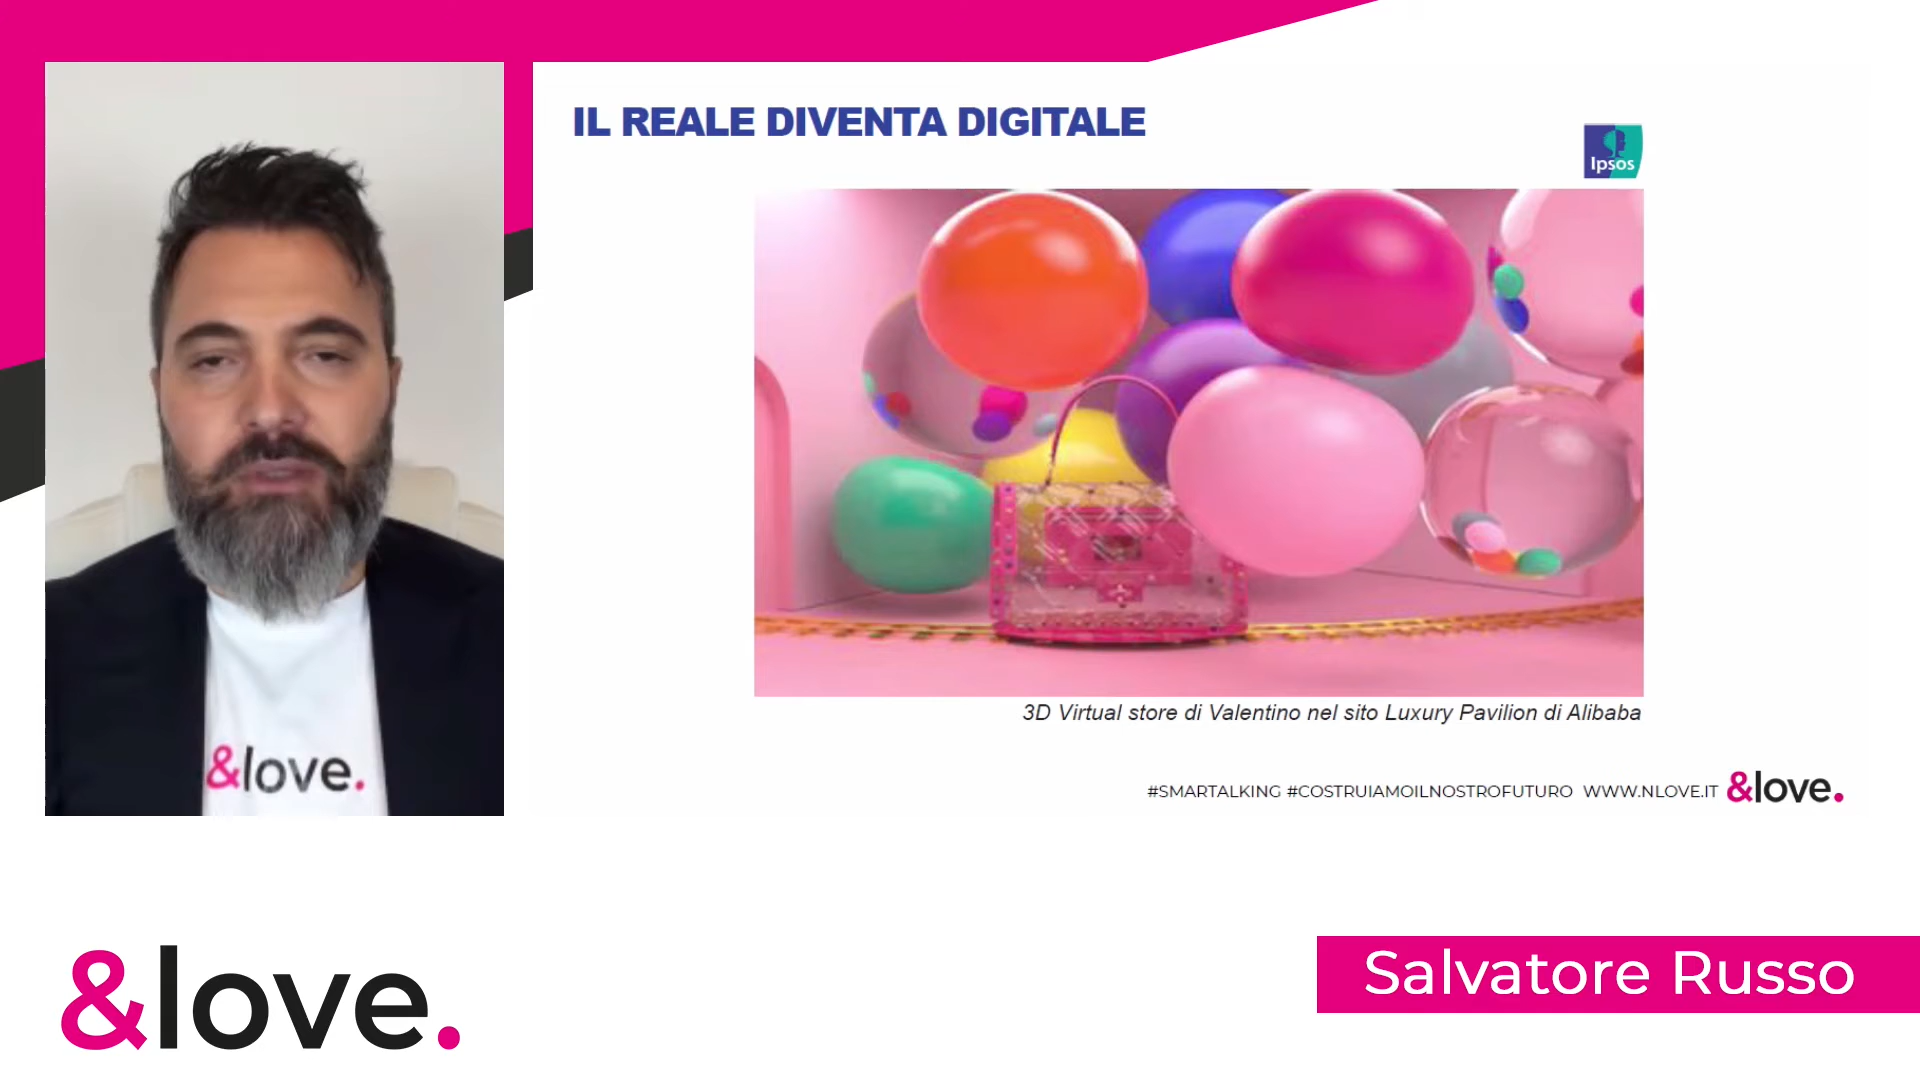 IL REALE DIVENTA DIGITALE
Ipsos
3D Virtual store di Valentino nel sito Luxury Pavilion di Alibaba
&love.
#SMARTALKING #COSTRUIAMOILNOSTROFUTURO WWW.NLOVE.IT &love.
&love.
Salvatore Russo